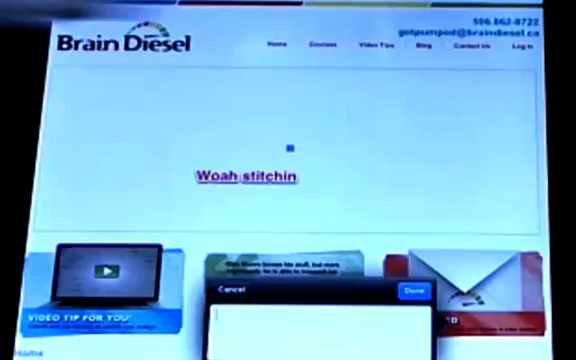 Brain Diesel
506.862-8722
gotpumped@braindiesel.ca
Home Courses Video Tips Blog Contact Us Log In
Woah stitchin
VIDEO TIP FOR YOU!
Cancel
Done
Home